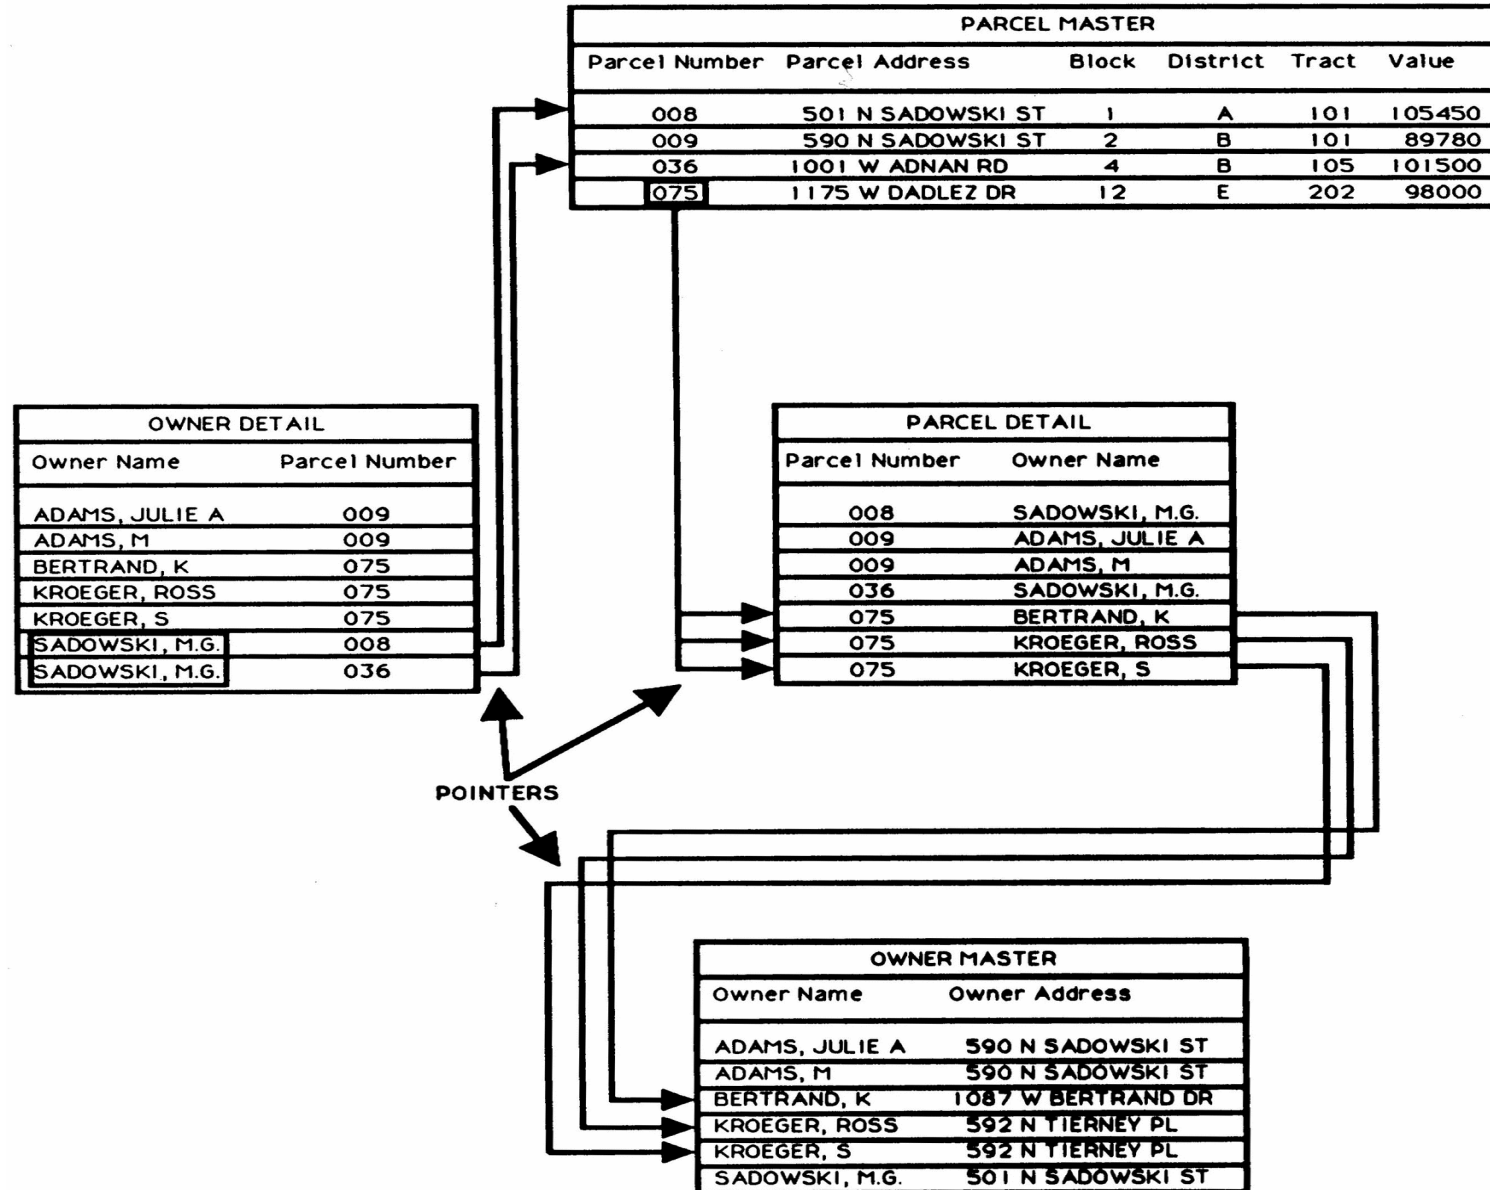 PARCEL MASTER
Parcel Number Parcel Address Block District Tract Value
008 501 N SADOWSKI ST 1 A 101 105450
009 590 N SADOWSKI ST 2 B 101 89780
036 1001 W ADNAN RD 4 B 105 101500
075 1175 W DADLEZ DR 12 E 202 98000
OWNER DETAIL
Owner Name Parcel Number
ADAMS, JULIE A 009
ADAMS, M 009
BERTRAND, K 075
KROEGER, ROSS 075
KROEGER, S 075
SADOWSKI, M.G. 008
SADOWSKI, M.G. 036
PARCEL DETAIL
Parcel Number Owner Name
008 SADOWSKI, M.G.
009 ADAMS, JULIE A
009 ADAMS, M
036 SADOWSKI, M.G.
075 BERTRAND, K
075 KROEGER, ROSS
075 KROEGER, S
POINTERS
OWNER MASTER
Owner Name Owner Address
ADAMS, JULIE A 590 N SADOWSKI ST
ADAMS, M 590 N SADOWSKI ST
BERTRAND, K 1087 W BERTRAND DR
KROEGER, ROSS 592 N TIERNEY PL
KROEGER, S 592 N TIERNEY PL
SADOWSKI, M.G. 501 N SADOWSKI ST